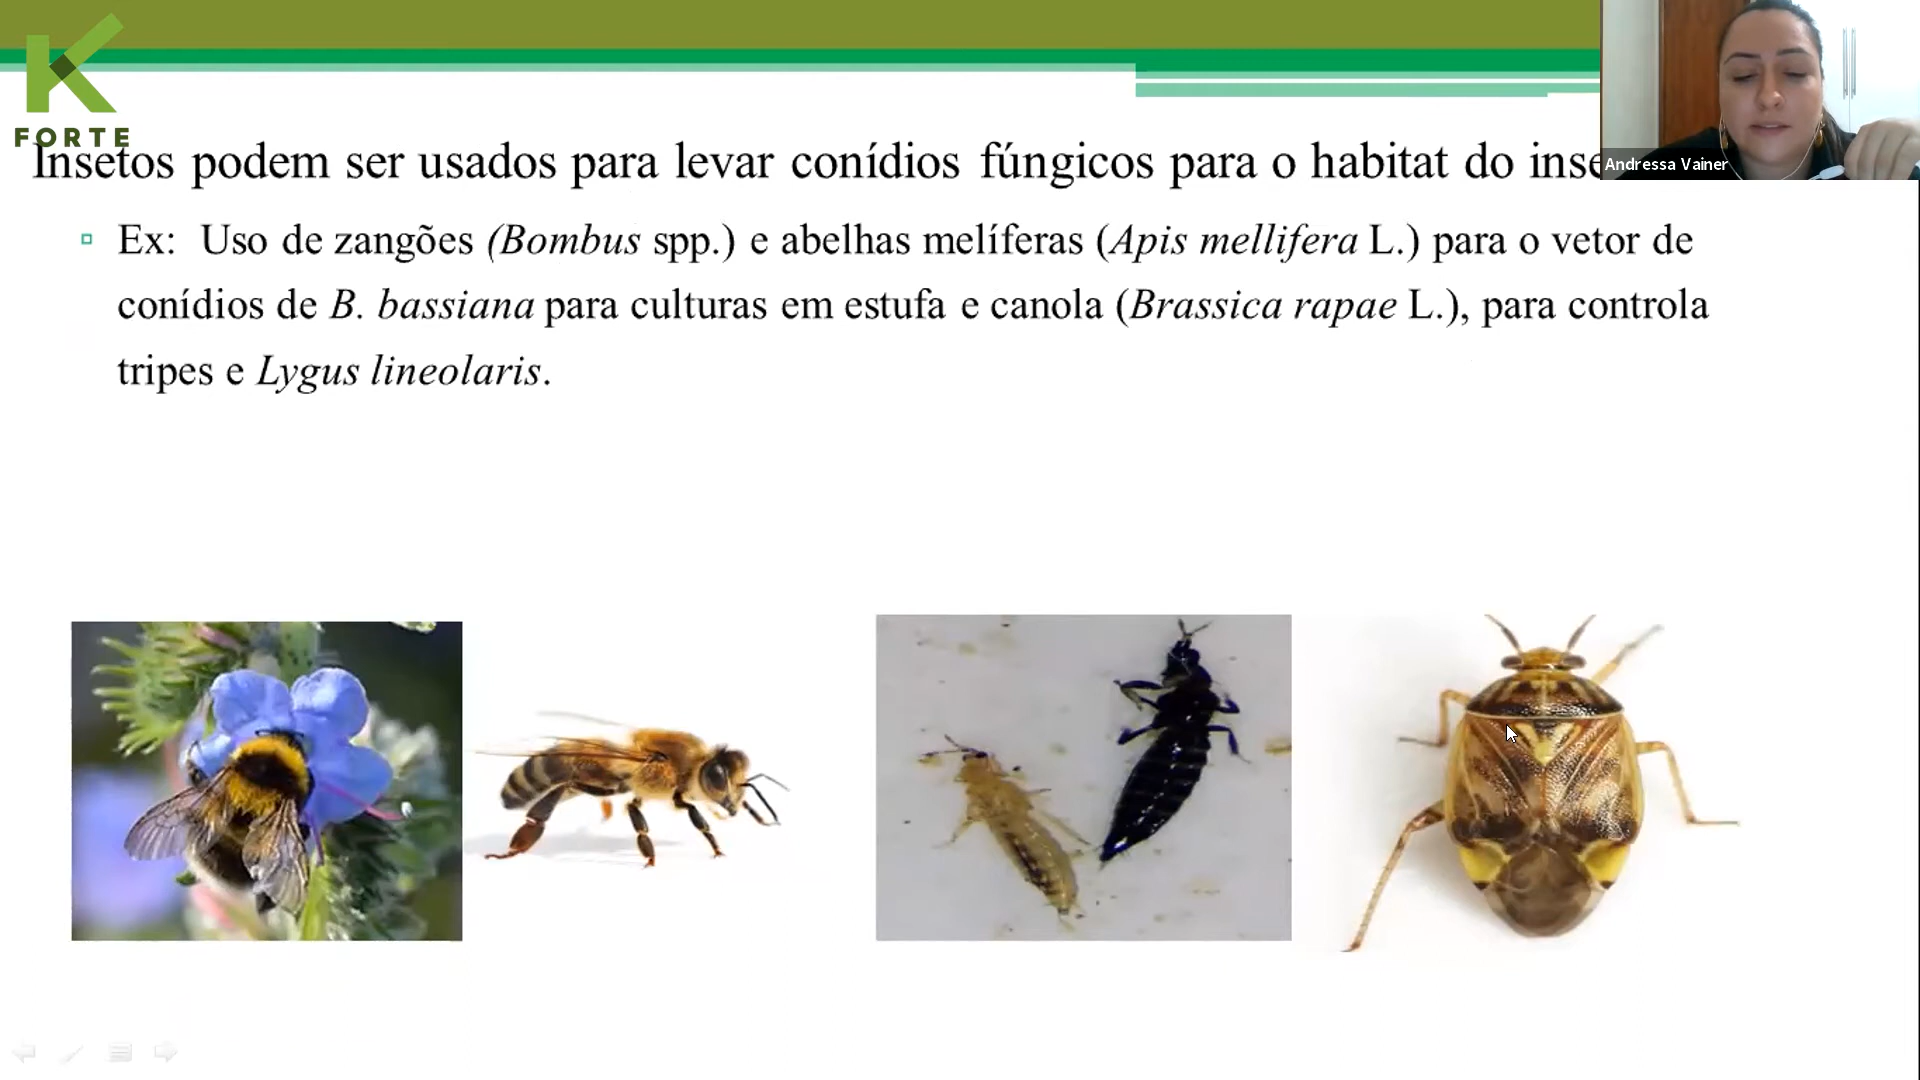 K
FORTE
Insetos podem ser usados para levar conídios fúngicos para o habitat do
Andressa Vainer
▫ Ex: Uso de zangões (Bombus spp.) e abelhas melíferas (Apis mellifera L.) para o vetor de
conídios de B. bassiana para culturas em estufa e canola (Brassica rapae L.), para controla
tripes e Lygus lineolaris.